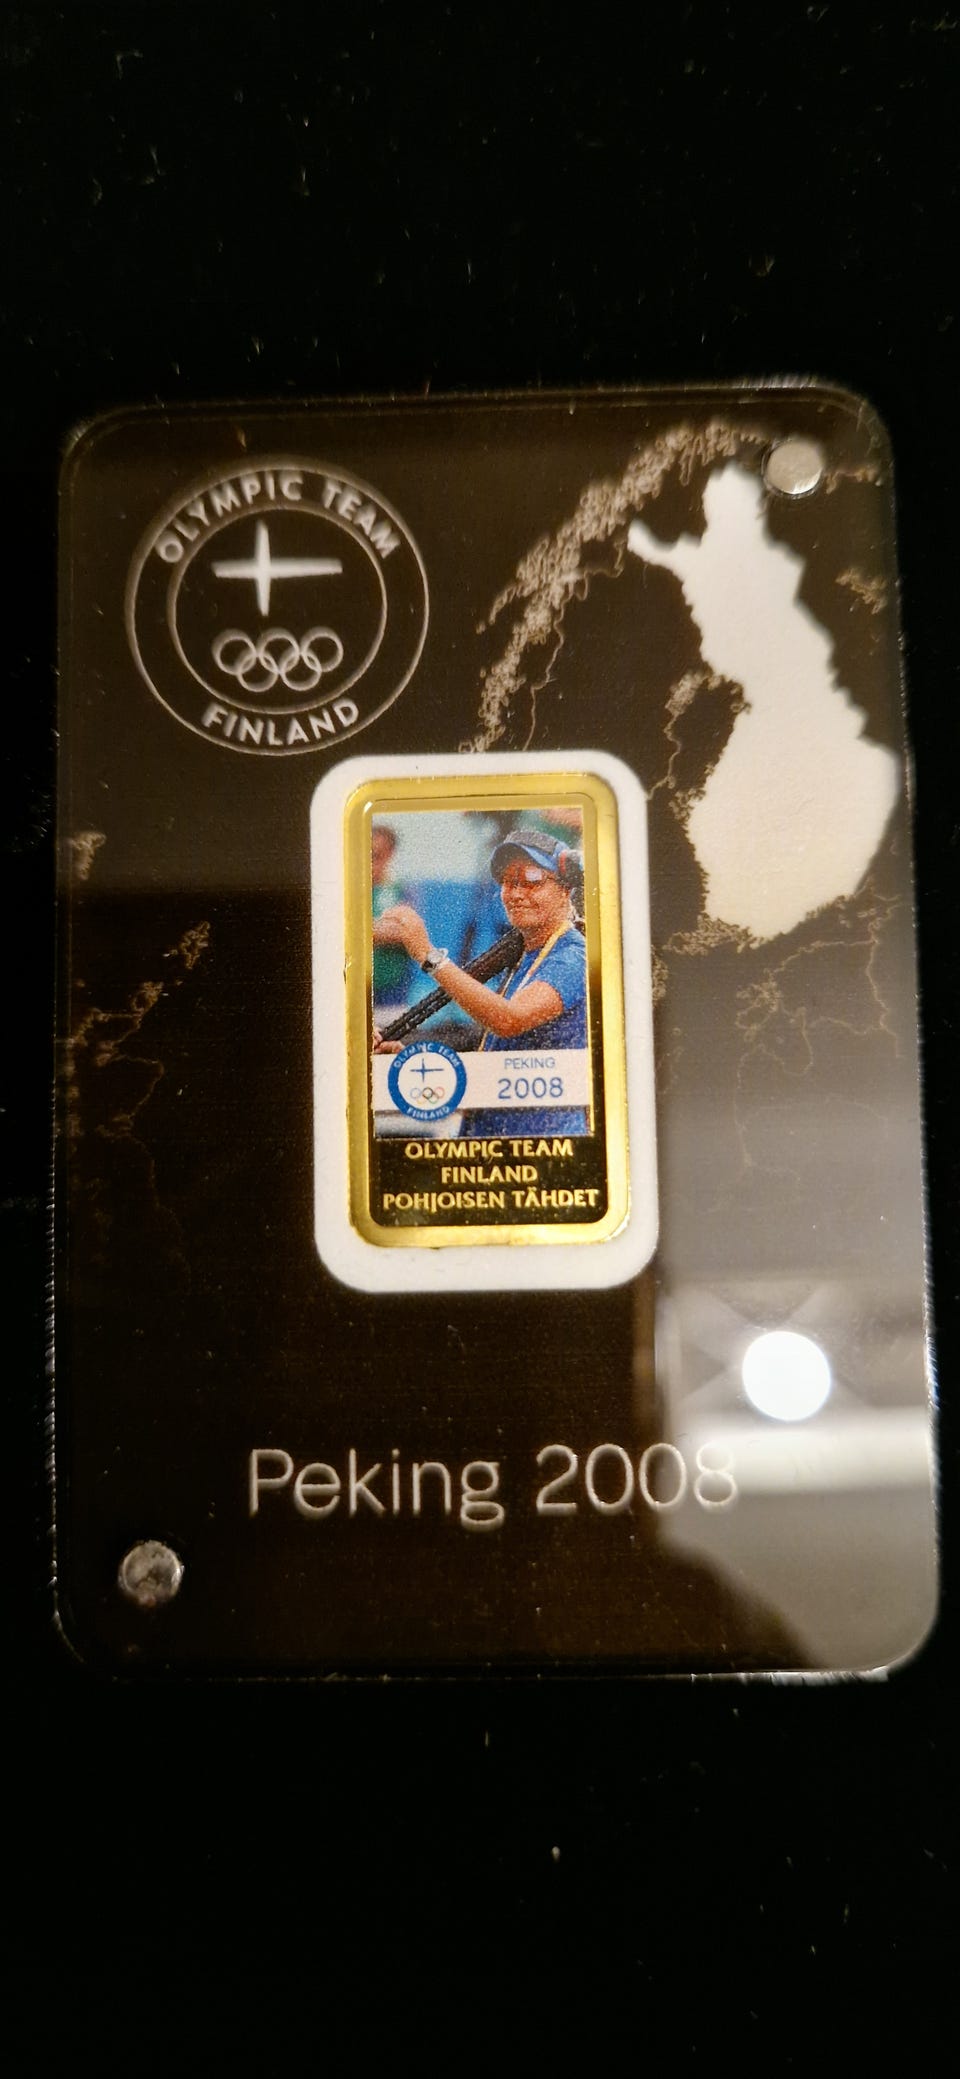 OLYMPIC TEAM
FINLAND
OLYMPIC TEAM
FINLAND
PEKING
2008
OLYMPIC TEAM
FINLAND
POHJOISEN TÄHDET
Peking 2008